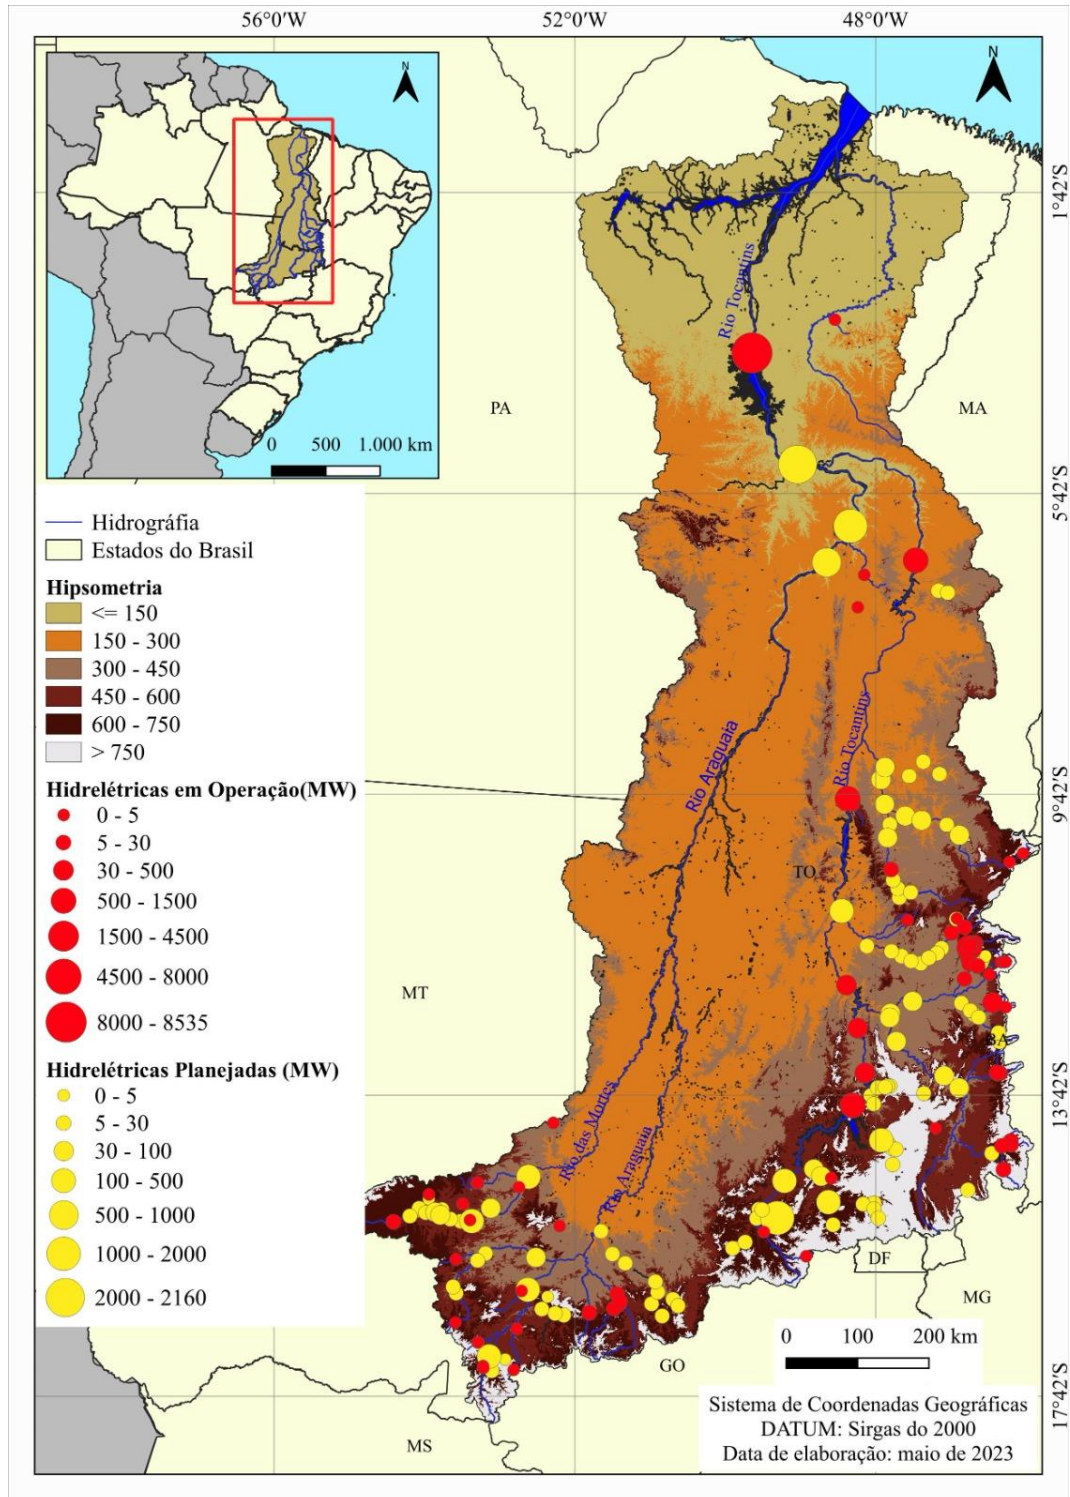 56°0'W 52°0'W 48°0'W
N
N
1°42'S
Rio Tocantins
PA
MA
0 500 1.000 km
5°42'S
Hidrográfia
Estados do Brasil
Hipsometria
<= 150
150 - 300
300 - 450
450 - 600
600 - 750
> 750
Rio Araguaia
Rio Tocantins
9°42'S
Hidrelétricas em Operação(MW)
0 - 5
5 - 30
30 - 500
500 - 1500
1500 - 4500
4500 - 8000
8000 - 8535
TO
MT
BA
Hidrelétricas Planejadas (MW)
0 - 5
5 - 30
30 - 100
100 - 500
500 - 1000
1000 - 2000
2000 - 2160
13°42'S
Rio das Mortes
Rio Araguaia
DF
MG
0 100 200 km
GO
17°42'S
MS
Sistema de Coordenadas Geográficas
DATUM: Sirgas do 2000
Data de elaboração: maio de 2023